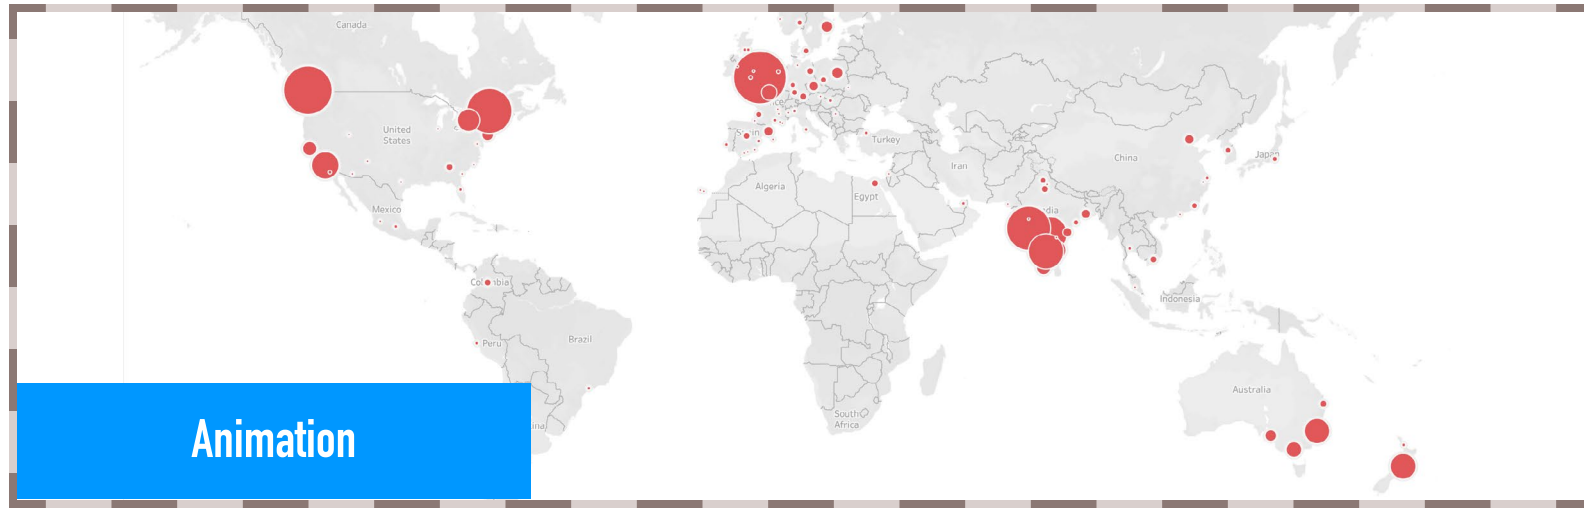 Canada
United
States
Mexico
Turkey
Iran
China
Japan
Algeria
Egypt
Peru
Brazil
Indonesia
Australia
South
Africa
Animation